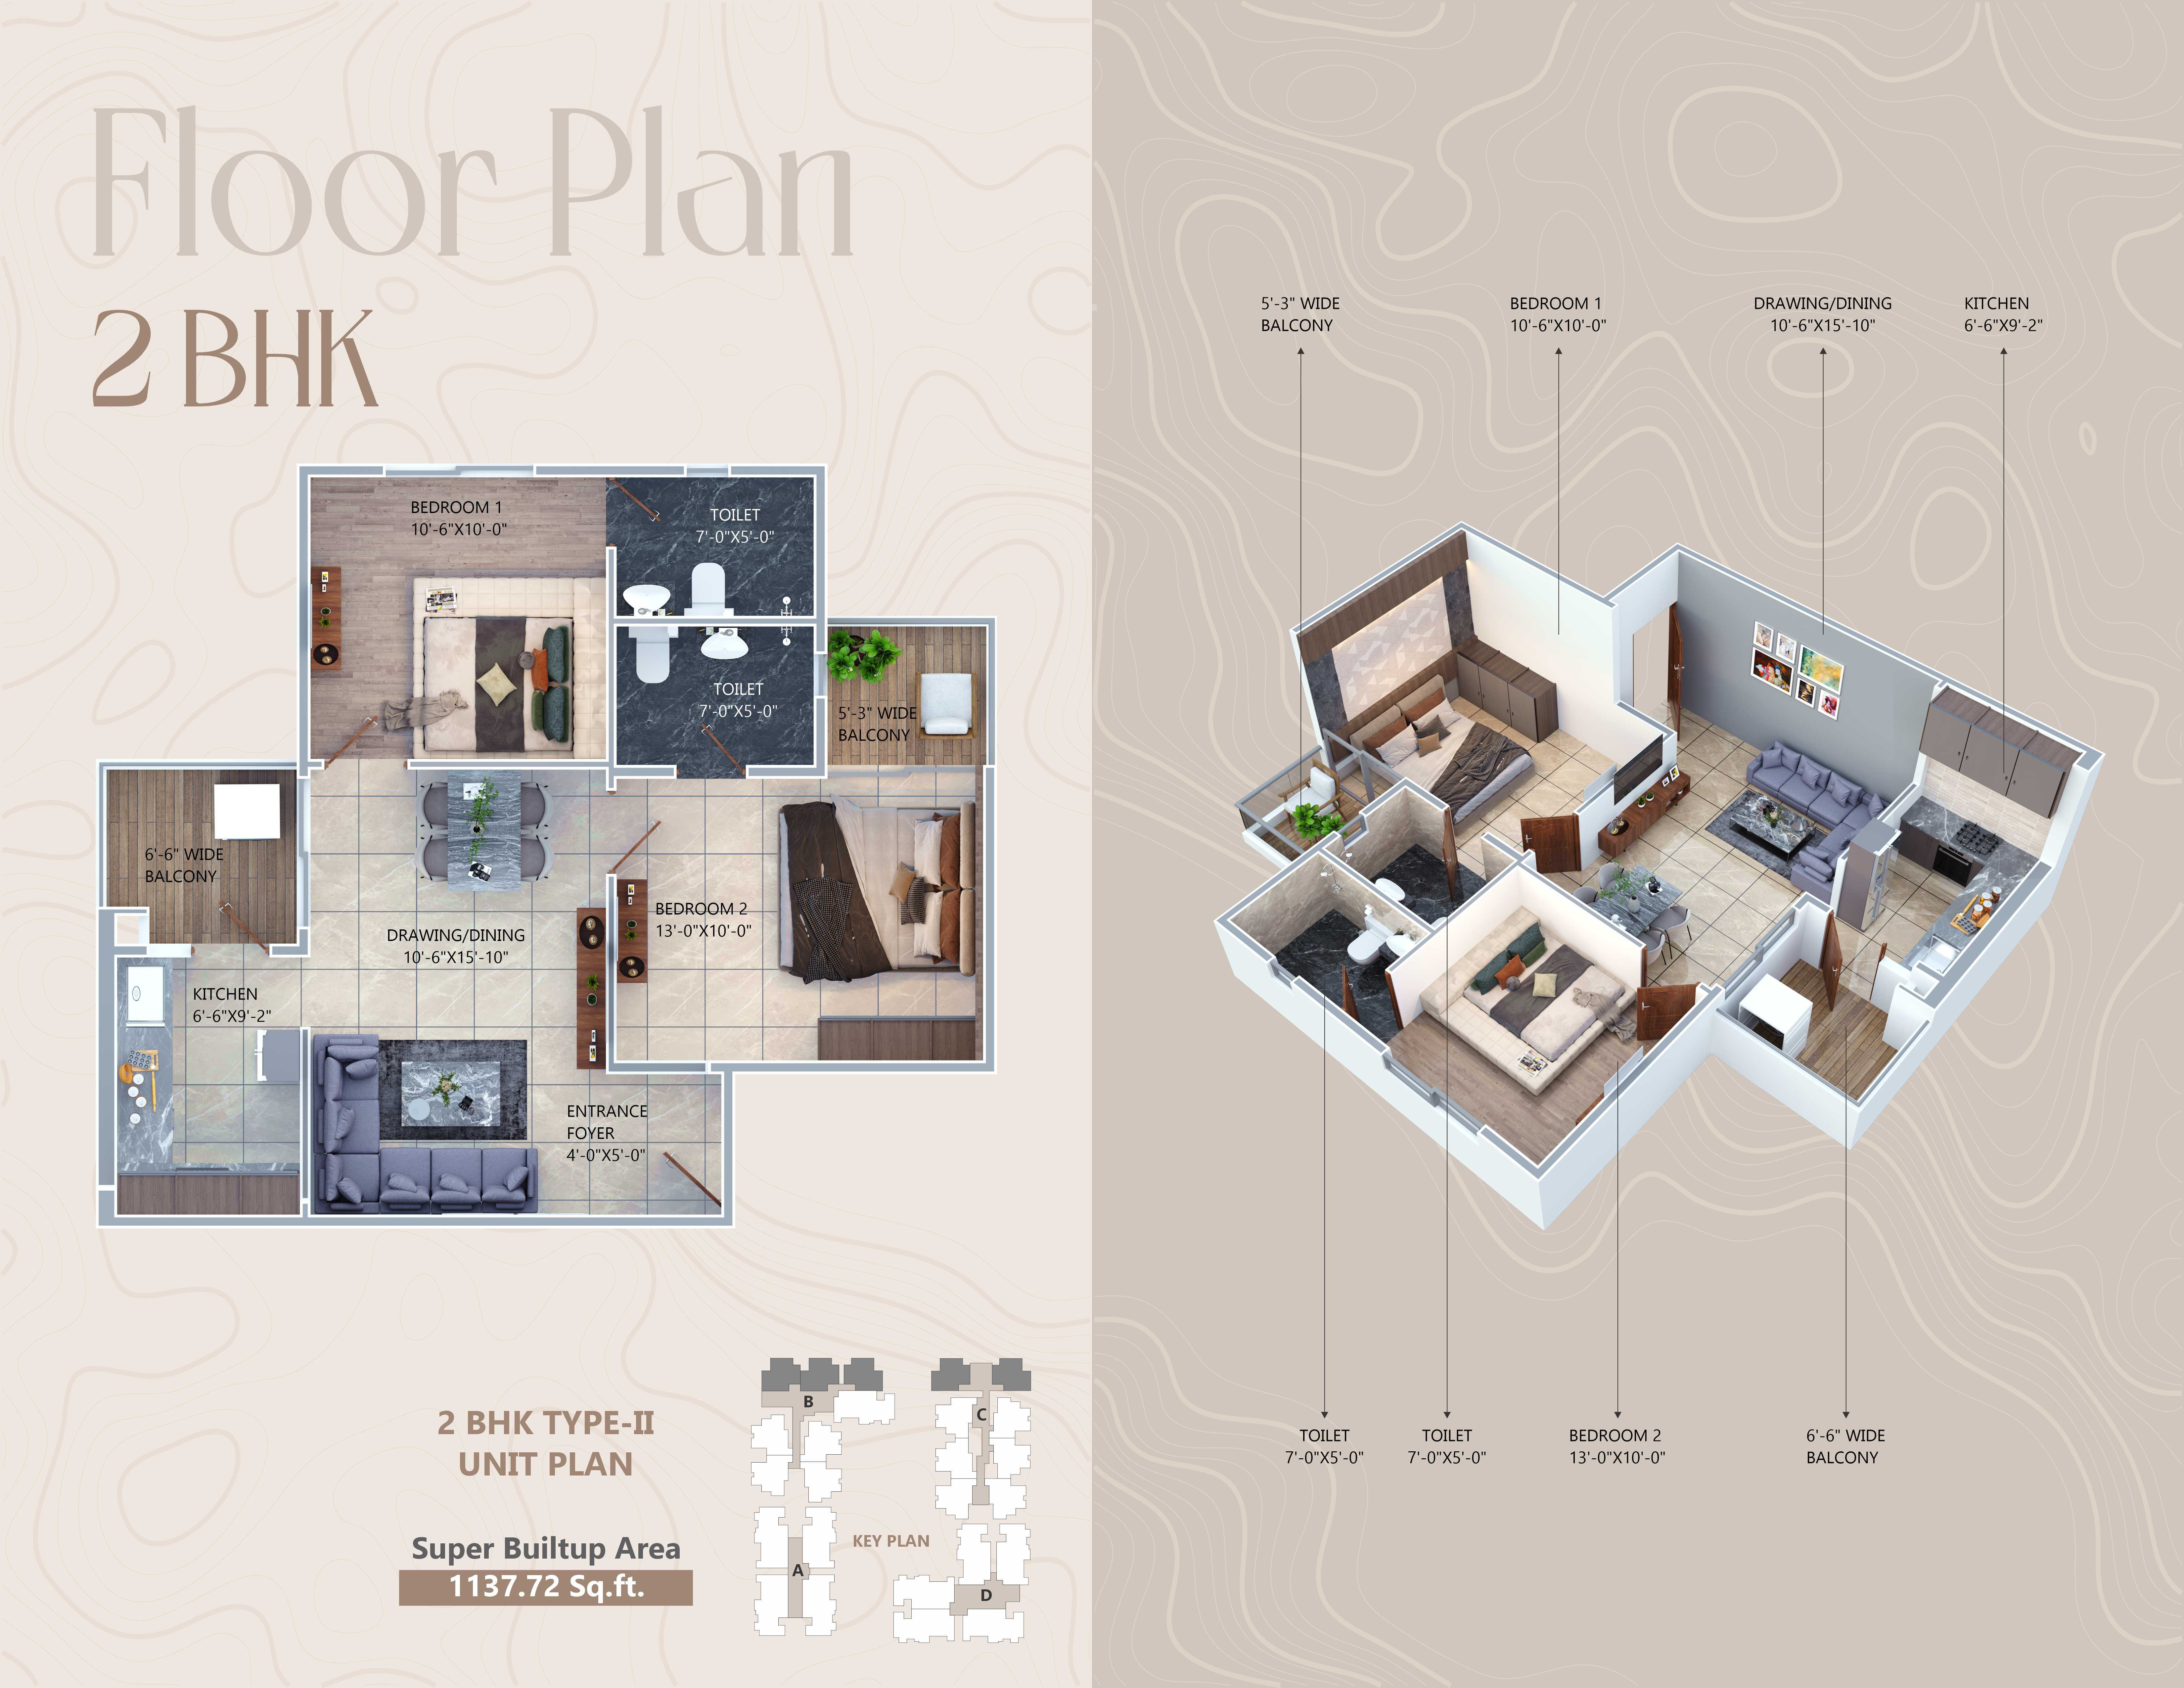 Floor Plan
2 BHK
BEDROOM 1
10'-6"X10'-0"
TOILET
7'-0"X5'-0"
TOILET
7'-0"X5'-0"
5'-3" WIDE
BALCONY
6'-6" WIDE
BALCONY
DRAWING/DINING
10'-6"X15'-10"
BEDROOM 2
13'-0"X10'-0"
KITCHEN
6'-6"X9'-2"
ENTRANCE
FOYER
4'-0"X5'-0"
2 BHK TYPE-II
UNIT PLAN
Super Builtup Area
1137.72 Sq.ft.
B
C
KEY PLAN
A
D
5'-3" WIDE
BALCONY
BEDROOM 1
10'-6"X10'-0"
DRAWING/DINING
10'-6"X15'-10"
KITCHEN
6'-6"X9'-2"
TOILET
7'-0"X5'-0"
TOILET
7'-0"X5'-0"
BEDROOM 2
13'-0"X10'-0"
6'-6" WIDE
BALCONY